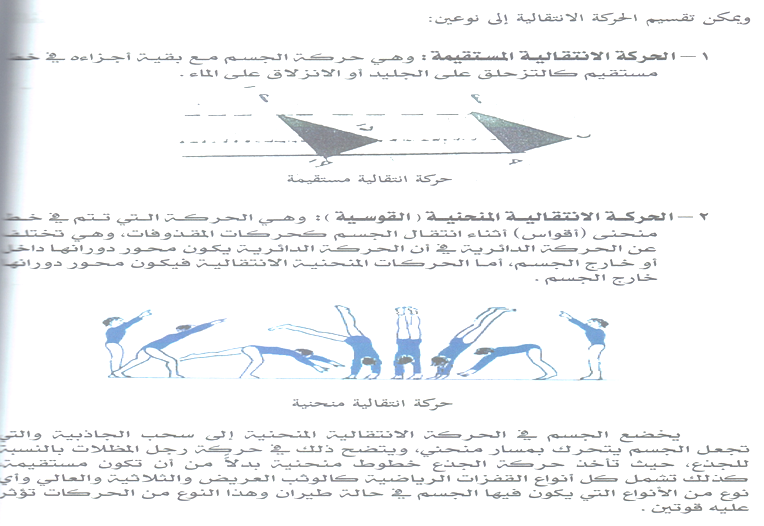 ويمكن تقسيم الحركة الانتقالية إلى نوعين:
١ – الحركة الانتقالية المستقيمة: وهي حركة الجسم مع بقية أجزاءه في خط
مستقيم كالتزحلق على الجليد أو الانزلاق على الماء.
حركة انتقالية مستقيمة
٢ – الحركة الانتقالية المنحنية (القوسية): وهي الحركة التي تتم في خط
منحنى (أقواس) أثناء انتقال الجسم كحركات المقذوفات، وهي تختلف
عن الحركة الدائرية في أن الحركة الدائرية يكون محور دورانها داخل
أو خارج الجسم، أما الحركات المنحنية الانتقالية فيكون محور دورانها
خارج الجسم.
حركة انتقالية منحنية
يخضع الجسم في الحركة الانتقالية المنحنية إلى سحب الجاذبية والتي
تجعل الجسم يتحرك بمسار منحني، ويتضح ذلك في حركة رجل المظلات بالنسبة
للجذع، حيث تأخذ حركة الجذع خطوط منحنية بدلاً من أن تكون مستقيمة،
كذلك تشمل كل أنواع القفزات الرياضية كالوثب العريض والثلاثية والعالي وأي
نوع من الأنواع التي يكون فيها الجسم في حالة طيران وهذا النوع من الحركات تؤثر
عليه قوتين.